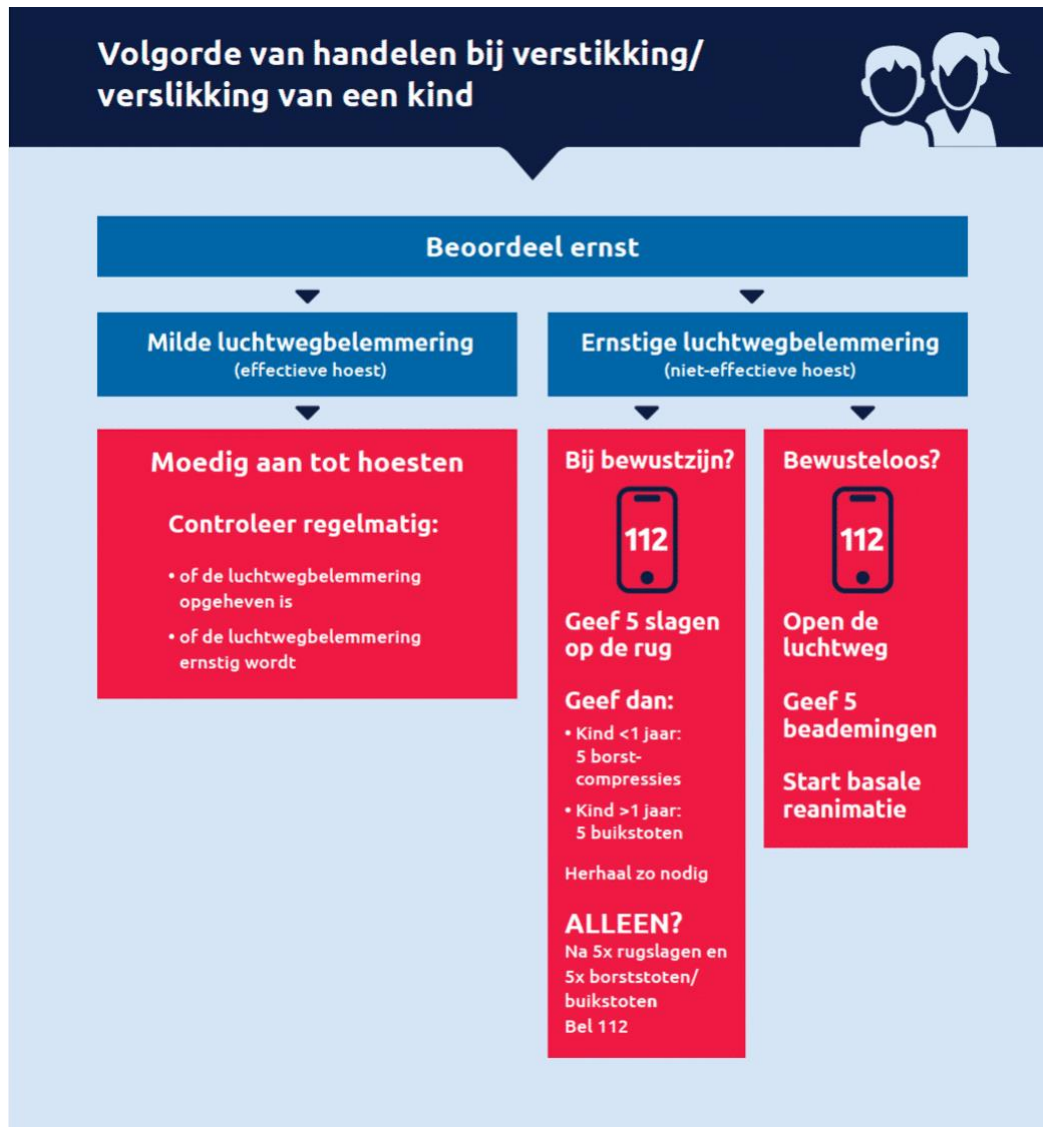 Volgorde van handelen bij verstikking/
verslikking van een kind
Beoordeel ernst
Milde luchtwegbelemmering
(effectieve hoest)
Ernstige luchtwegbelemmering
(niet-effectieve hoest)
Moedig aan tot hoesten
Controleer regelmatig:
• of de luchtwegbelemmering
opgeheven is
• of de luchtwegbelemmering
ernstig wordt
Bij bewustzijn?
112
Geef 5 slagen
op de rug
Geef dan:
• Kind <1 jaar:
5 borst-
compressies
• Kind >1 jaar:
5 buikstoten
Herhaal zo nodig
ALLEEN?
Na 5x rugslagen en
5x borststoten/
buikstoten
Bel 112
Bewusteloos?
112
Open de
luchtweg
Geef 5
beademingen
Start basale
reanimatie